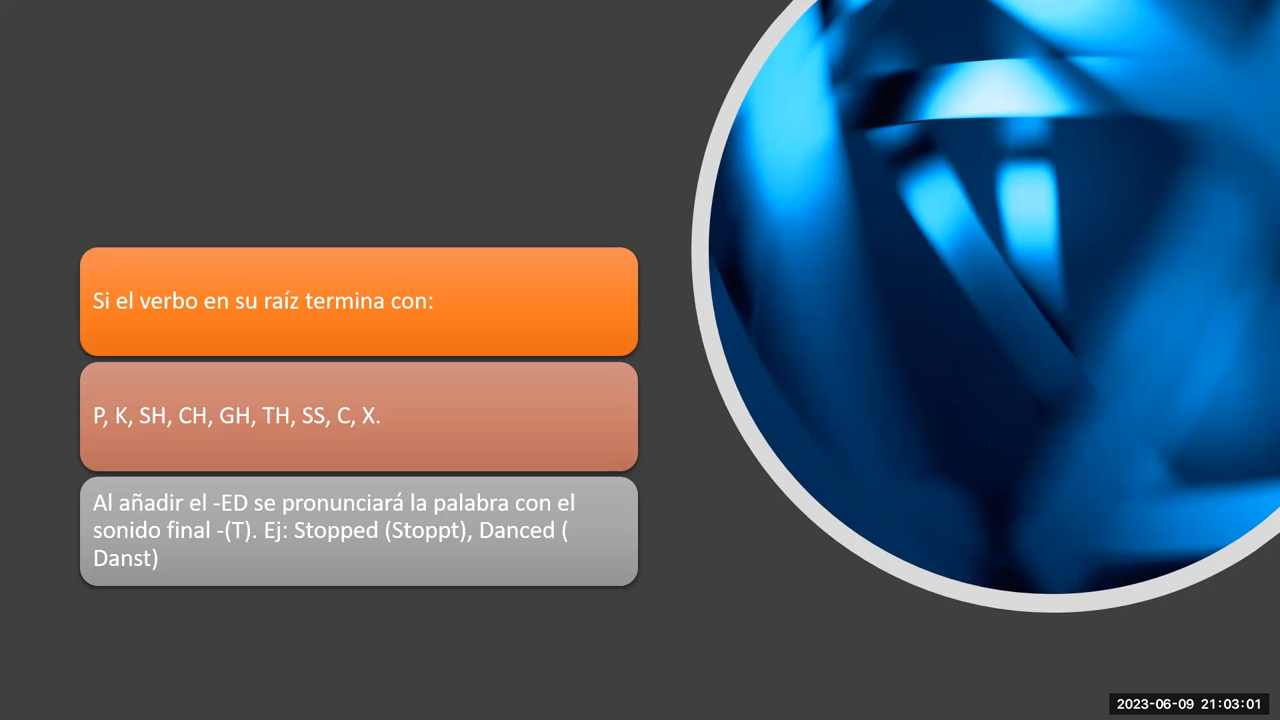 Si el verbo en su raíz termina con:
P, K, SH, CH, GH, TH, SS, C, X.
Al añadir el -ED se pronunciará la palabra con el
sonido final -(T). Ej: Stopped (Stoppt), Danced (
Danst)
2023-06-09 21:03:01